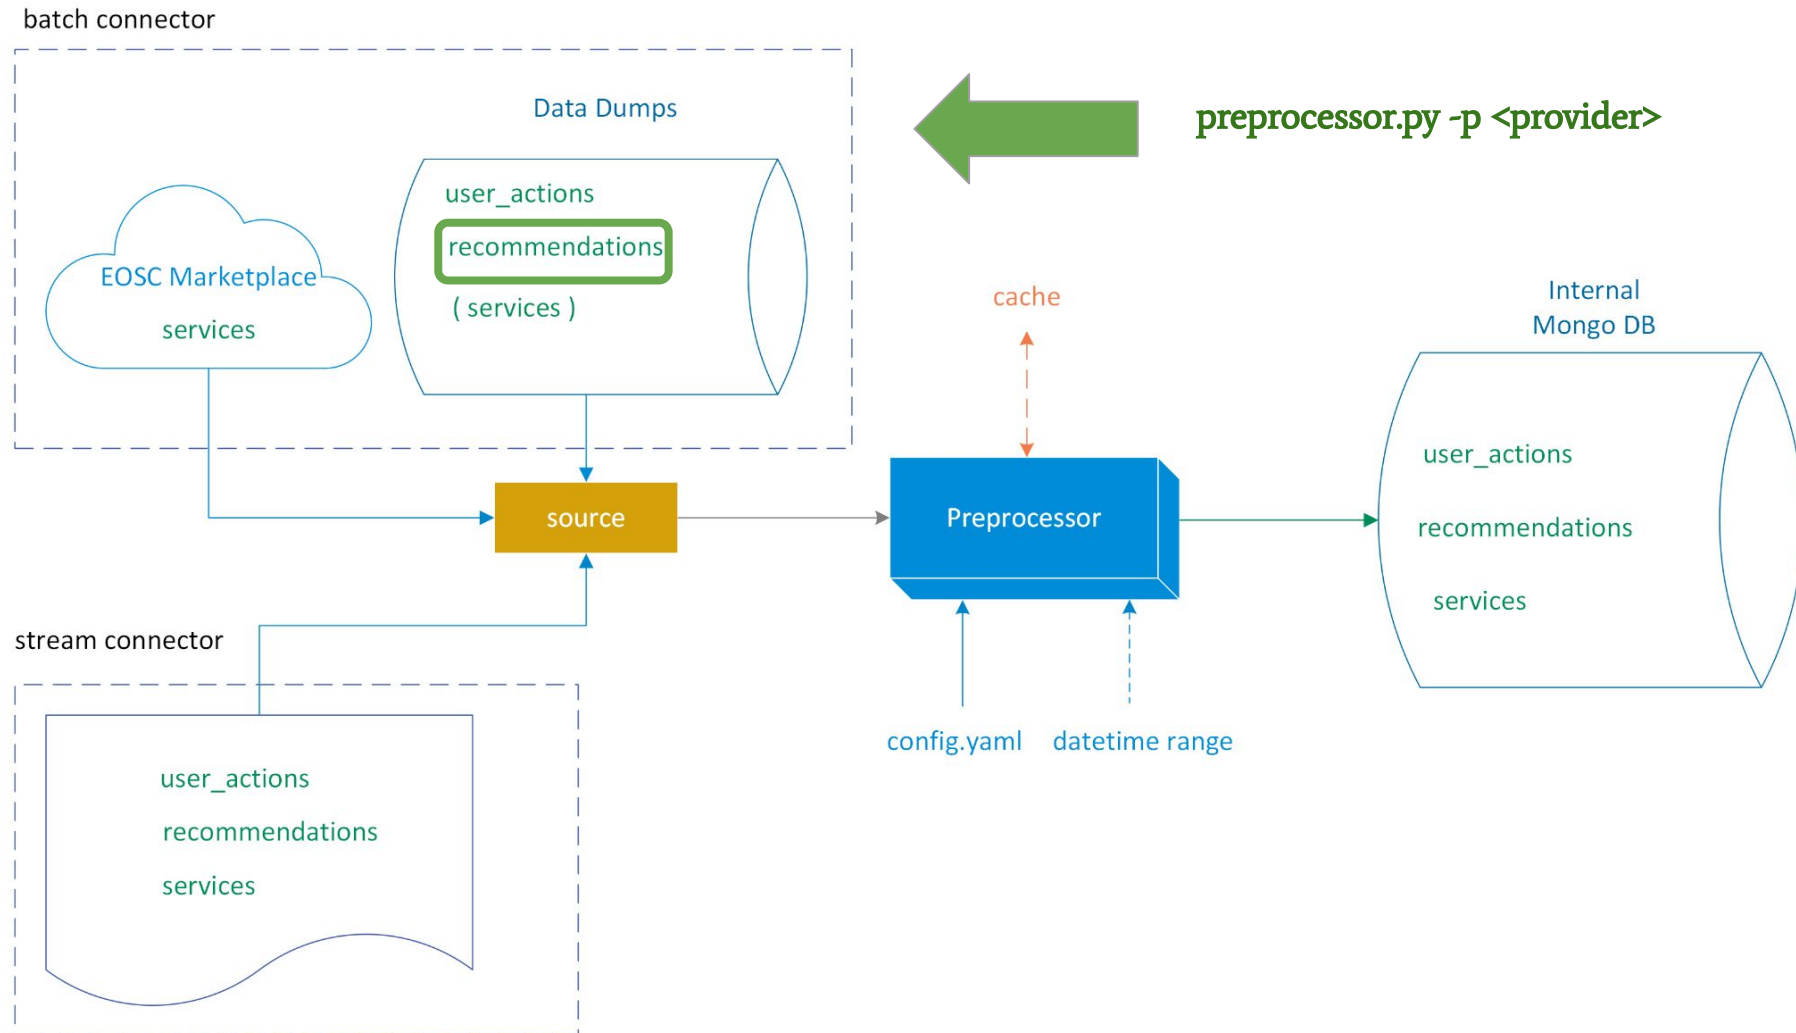 batch connector
Data Dumps
preprocessor.py -p <provider>
user_actions
recommendations
( services )
EOSC Marketplace
services
cache
Internal
Mongo DB
user_actions
recommendations
services
source
Preprocessor
stream connector
config.yaml
datetime range
user_actions
recommendations
services